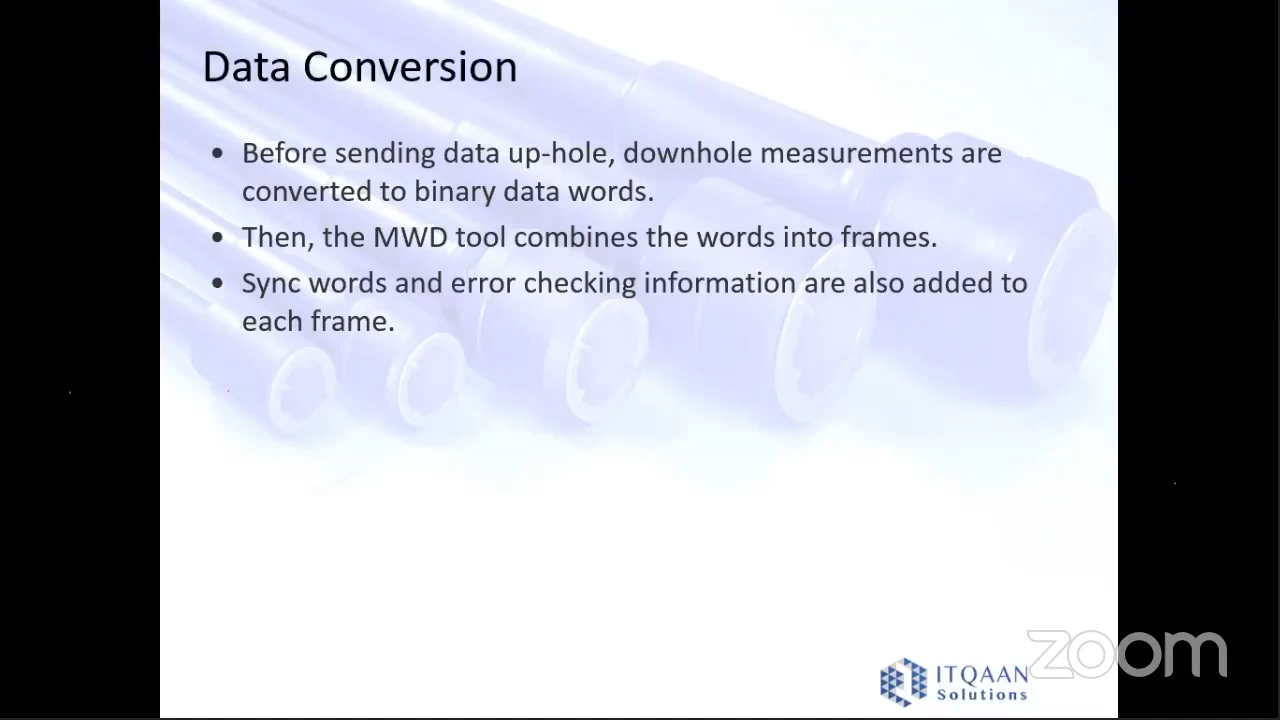 Data Conversion
• Before sending data up-hole, downhole measurements are
converted to binary data words.
• Then, the MWD tool combines the words into frames.
• Sync words and error checking information are also added to
each frame.
ITQAAN
Solutions
zoom